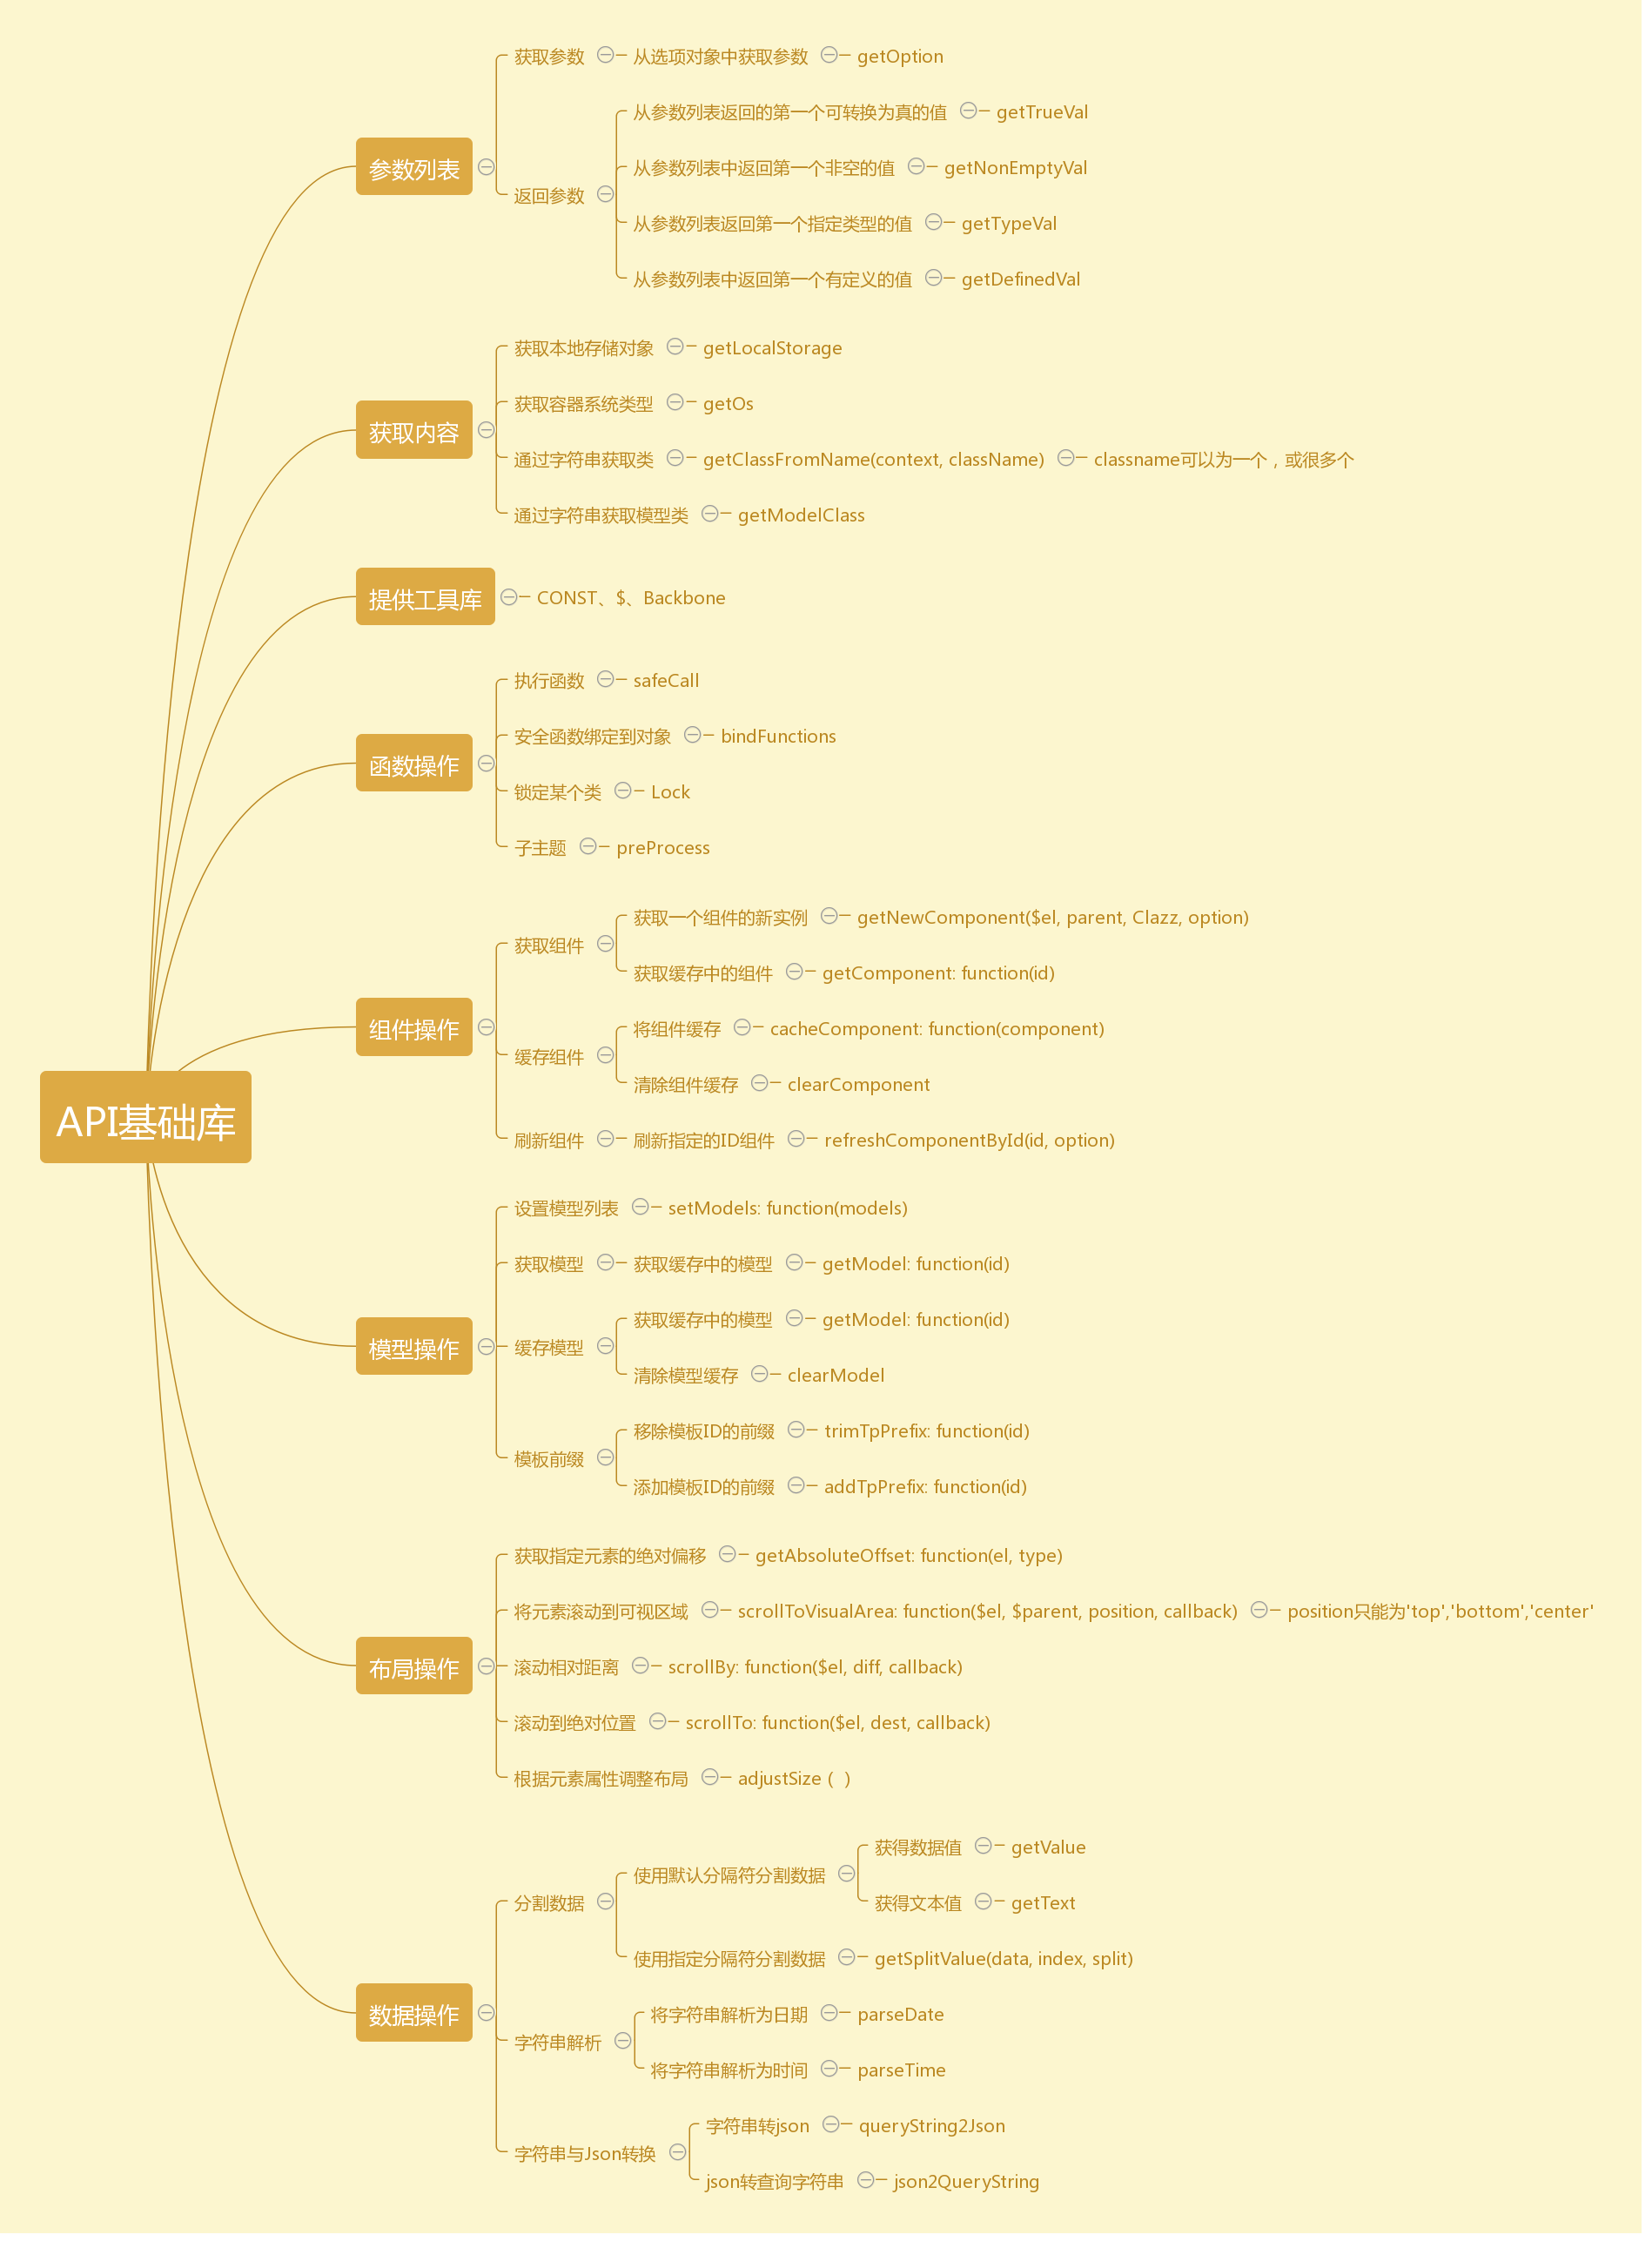 API基础库
参数列表
获取参数
从选项对象中获取参数
getOption
返回参数
从参数列表返回的第一个可转换为真的值
getTrueVal
从参数列表中返回第一个非空的值
getNonEmptyVal
从参数列表返回第一个指定类型的值
getTypeVal
从参数列表中返回第一个有定义的值
getDefinedVal
获取内容
获取本地存储对象
getLocalStorage
获取容器系统类型
getOs
通过字符串获取类
getClassFromName(context, className)
classname可以为一个，或很多个
通过字符串获取模型类
getModelClass
提供工具库
CONST、$、Backbone
函数操作
执行函数
safeCall
安全函数绑定到对象
bindFunctions
锁定某个类
Lock
子主题
preProcess
组件操作
获取组件
获取一个组件的新实例
getNewComponent($el, parent, Clazz, option)
获取缓存中的组件
getComponent: function(id)
缓存组件
将组件缓存
cacheComponent: function(component)
清除组件缓存
clearComponent
刷新组件
刷新指定的ID组件
refreshComponentById(id, option)
模型操作
设置模型列表
setModels: function(models)
获取模型
获取缓存中的模型
getModel: function(id)
缓存模型
获取缓存中的模型
getModel: function(id)
清除模型缓存
clearModel
模板前缀
移除模板ID的前缀
trimTpPrefix: function(id)
添加模板ID的前缀
addTpPrefix: function(id)
布局操作
获取指定元素的绝对偏移
getAbsoluteOffset: function(el, type)
将元素滚动到可视区域
scrollToVisualArea: function($el, $parent, position, callback)
position只能为'top','bottom','center'
滚动相对距离
scrollBy: function($el, diff, callback)
滚动到绝对位置
scrollTo: function($el, dest, callback)
根据元素属性调整布局
adjustSize（ ）
数据操作
分割数据
使用默认分隔符分割数据
获得数据值
getValue
获得文本值
getText
使用指定分隔符分割数据
getSplitValue(data, index, split)
字符串解析
将字符串解析为日期
parseDate
将字符串解析为时间
parseTime
字符串与Json转换
字符串转json
queryString2Json
json转查询字符串
json2QueryString